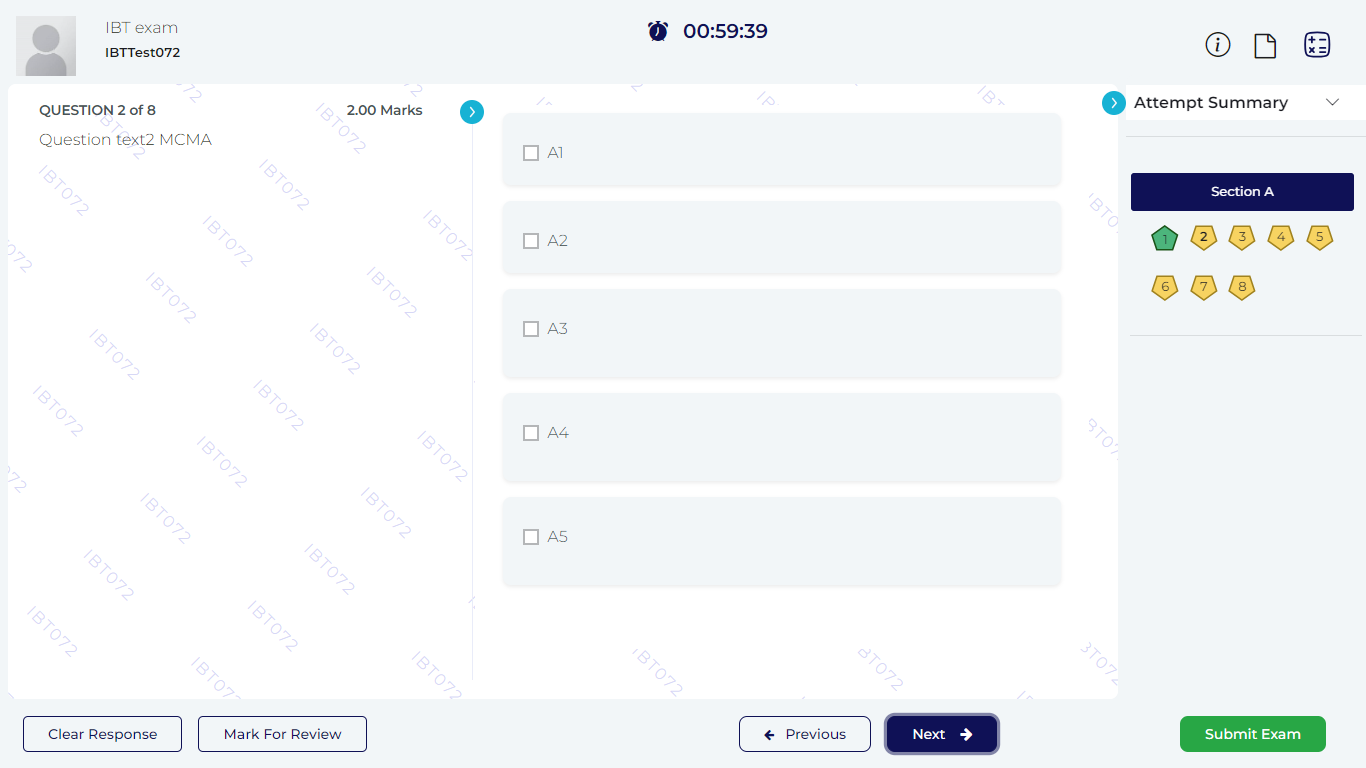 IBT exam
IBTTest072
00:59:39
QUESTION 2 of 8
2.00 Marks
Question text2 MCMA
A1
A2
A3
A4
A5
Attempt Summary
Section A
1 2 3 4 5
6 7 8
Clear Response
Mark For Review
Previous
Next
Submit Exam
IBT072